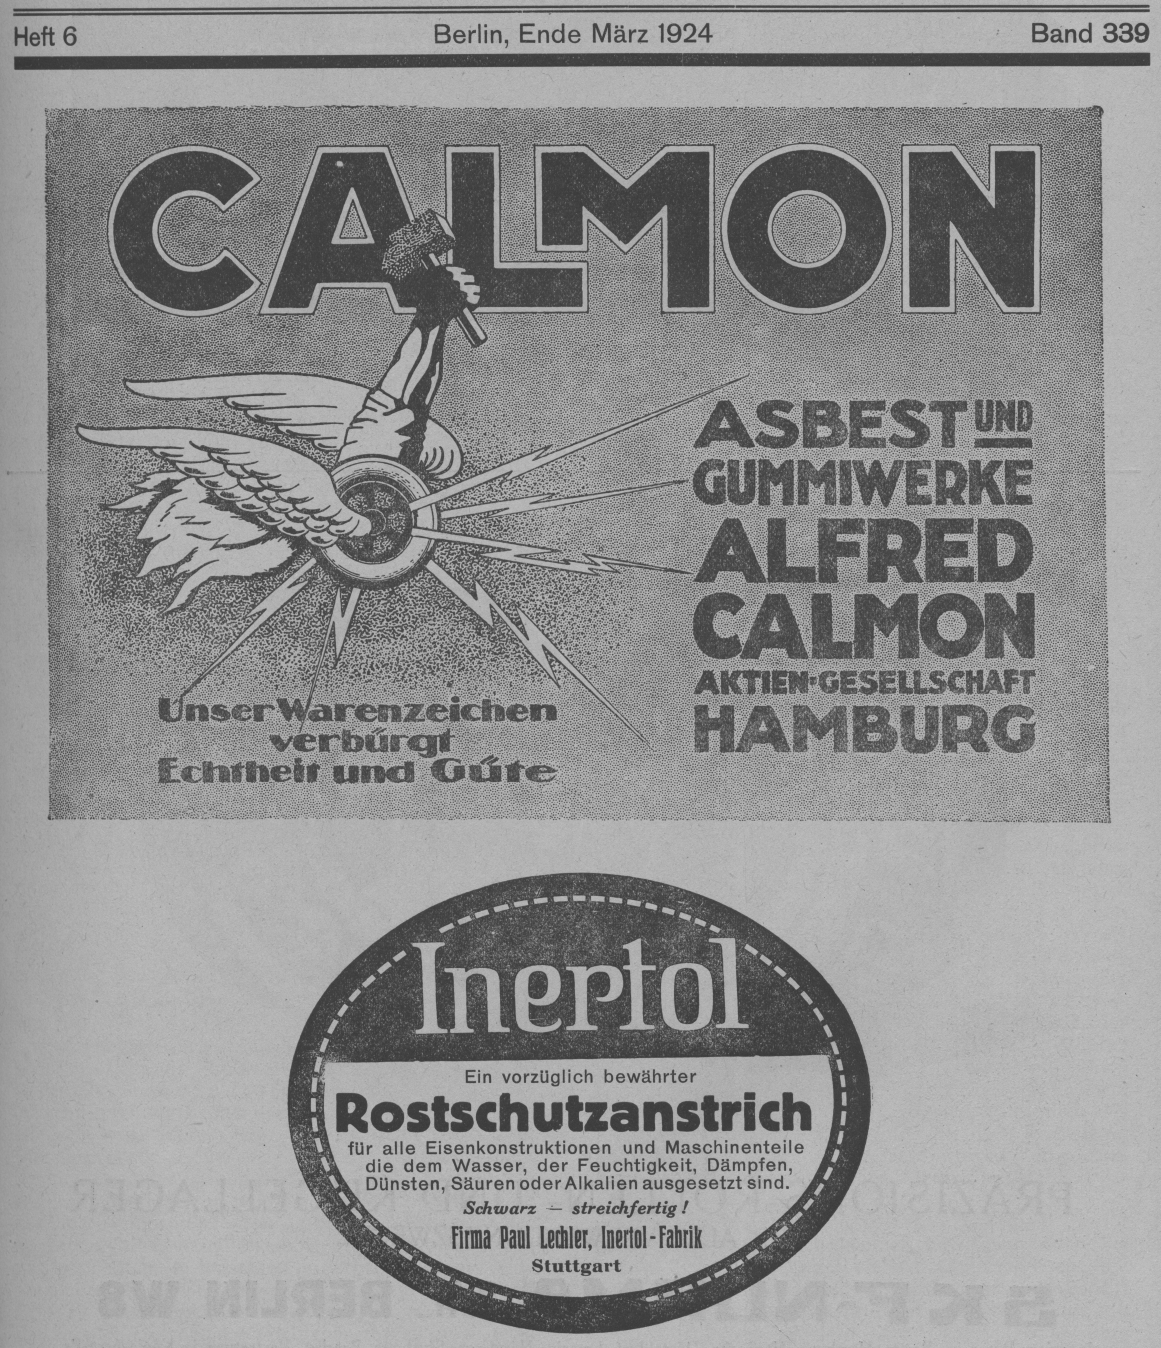 Heft 6 Berlin, Ende März 1924 Band 339
CALMON
ASBEST UND
GUMMIWERKE
ALFRED
CALMON
AKTIEN-GESELLSCHAFT
HAMBURG
Unser Warenzeichen
verbürgt
Echtheit und Güte
Inertol
Ein vorzüglich bewährter
Rostschutzanstrich
für alle Eisenkonstruktionen und Maschinenteile
die dem Wasser, der Feuchtigkeit, Dämpfen,
Dünsten, Säuren oder Alkalien ausgesetzt sind.
Schwarz — streichfertig!
Firma Paul Lechler, Inertol-Fabrik
Stuttgart